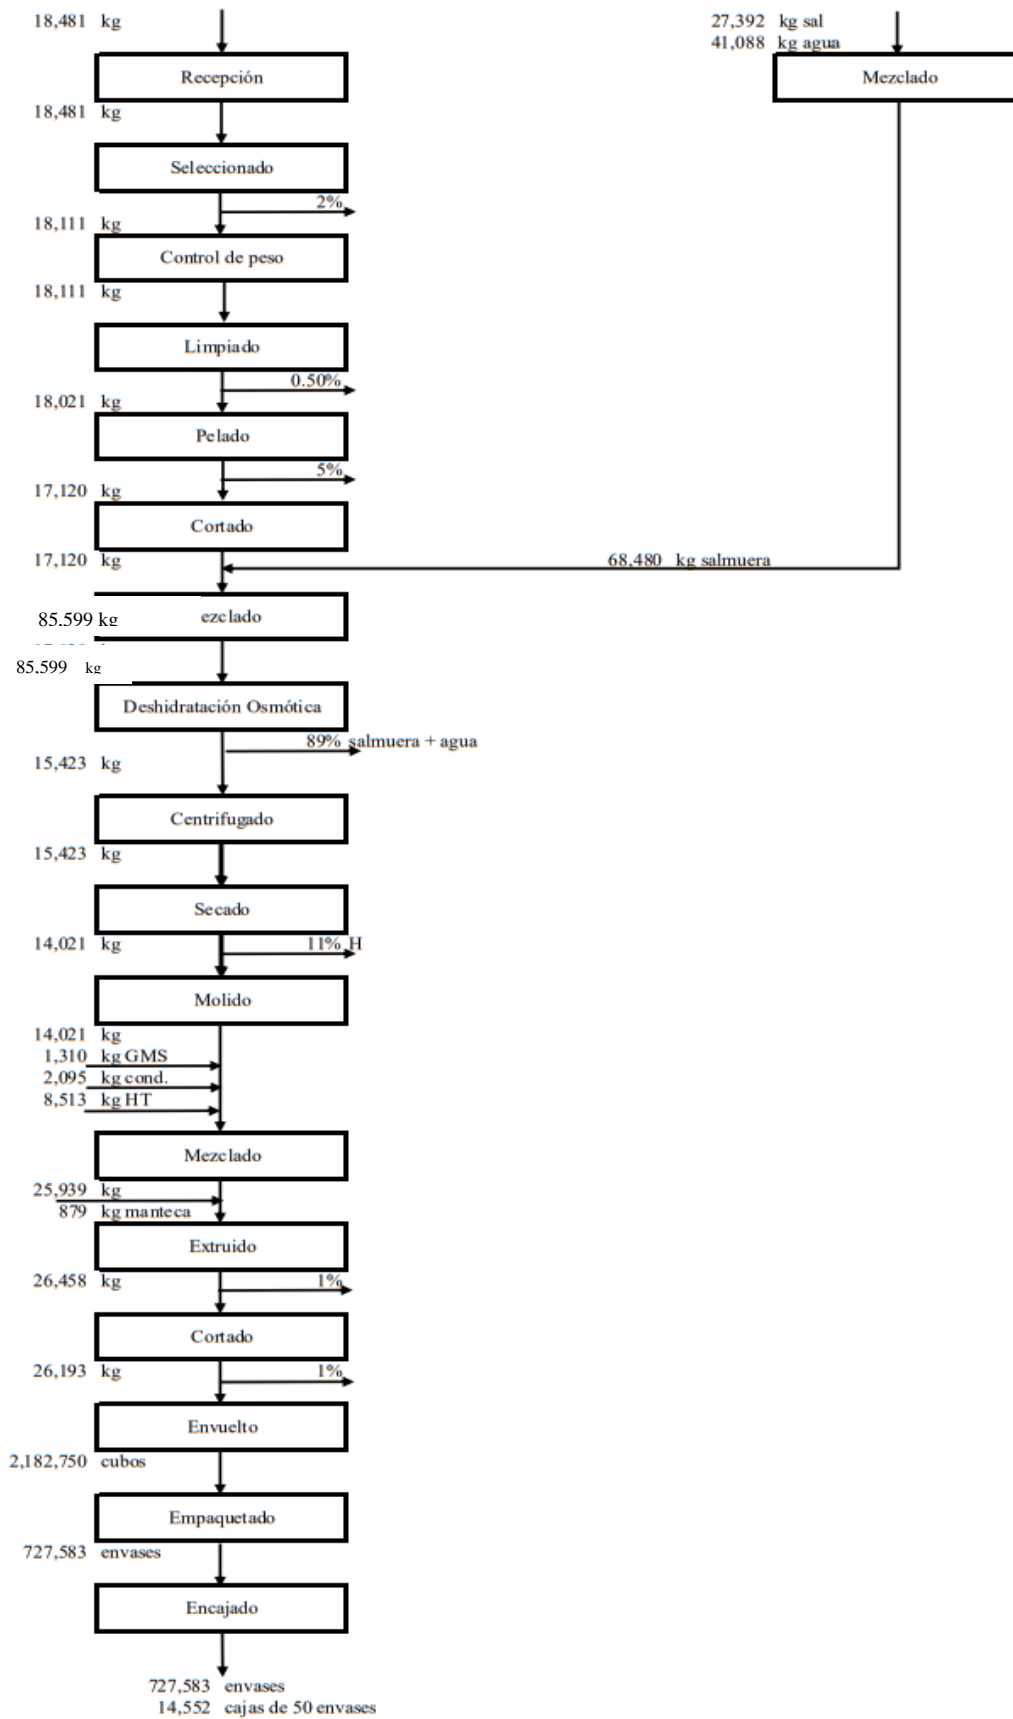 18,481 kg
27,392 kg sal
41,088 kg agua
Recepción
Mezclado
18,481 kg
Seleccionado
2%
18,111 kg
Control de peso
18,111 kg
Limpiado
0.50%
18,021 kg
Pelado
5%
17,120 kg
Cortado
17,120 kg
68,480 kg salmuera
85.599 kg
ezclado
85,599 kg
Deshidratación Osmótica
89% salmuera + agua
15,423 kg
Centrifugado
15,423 kg
Secado
14,021 kg
11% H
Molido
14,021 kg
1,310 kg GMS
2,095 kg cond.
8,513 kg HT
Mezclado
25,939 kg
879 kg manteca
Extruido
26,458 kg
1%
Cortado
26,193 kg
1%
Envuelto
2,182,750 cubos
Empaquetado
727,583 envases
Encajado
727,583 envases
14,552 cajas de 50 envases